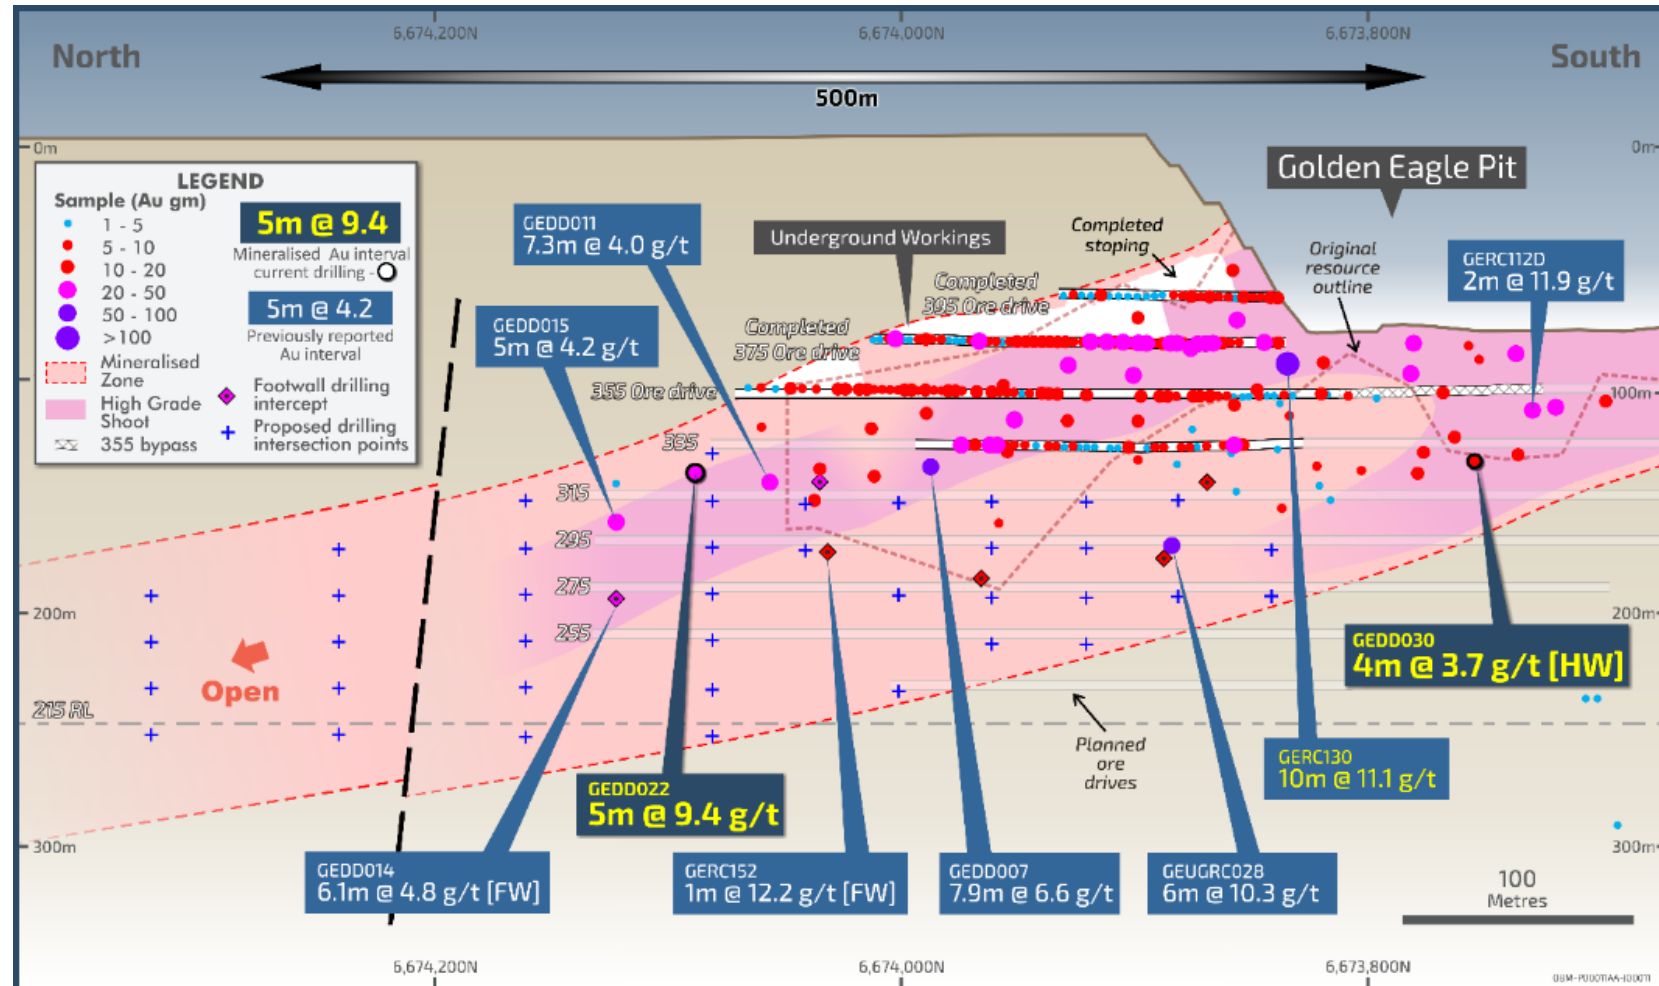 6,674,200N
6,674,000N
6,673,800N
North
South
500m
0m
0m
LEGEND
Sample (Au gm)
1 - 5
5 - 10
10 - 20
20 - 50
50 - 100
>100
Mineralised
Zone
High Grade
Shoot
355 bypass
5m @ 9.4
Mineralised Au interval
current drilling -
5m @ 4.2
Previously reported
Au interval
Footwall drilling
intercept
Proposed drilling
intersection points
GEDD011
7.3m @ 4.0 g/t
Underground Workings
Completed
stoping
Golden Eagle Pit
Original
resource
outline
GERC112D
2m @ 11.9 g/t
GEDD015
5m @ 4.2 g/t
Completed
395 Ore drive
Completed
375 Ore drive
355 Ore drive
100m
335
315
295
275
255
200m
200m
Open
215 RL
GEDD030
4m @ 3.7 g/t [HW]
Planned
ore
drives
GERC130
10m @ 11.1 g/t
GEDD022
5m @ 9.4 g/t
300m
300m
GEDD014
6.1m @ 4.8 g/t [FW]
GERC152
1m @ 12.2 g/t [FW]
GEDD007
7.9m @ 6.6 g/t
GEUGRC028
6m @ 10.3 g/t
100
Metres
6,674,200N
6,674,000N
6,673,800N